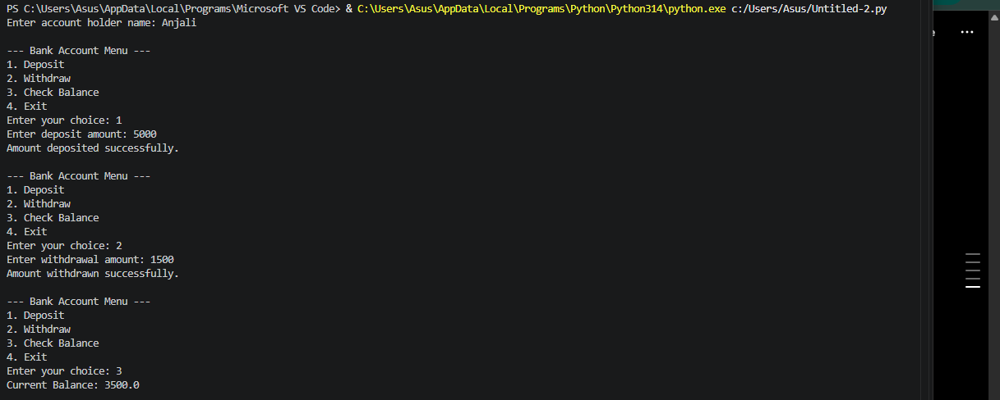 PS C:\Users\Asus\AppData\Local\Programs\Microsoft VS Code> & C:\Users\Asus\AppData\Local\Programs\Python\Python314\python.exe c:/Users/Asus/Untitled-2.py
Enter account holder name: Anjali

--- Bank Account Menu ---
1. Deposit
2. Withdraw
3. Check Balance
4. Exit
Enter your choice: 1
Enter deposit amount: 5000
Amount deposited successfully.

--- Bank Account Menu ---
1. Deposit
2. Withdraw
3. Check Balance
4. Exit
Enter your choice: 2
Enter withdrawal amount: 1500
Amount withdrawn successfully.

--- Bank Account Menu ---
1. Deposit
2. Withdraw
3. Check Balance
4. Exit
Enter your choice: 3
Current Balance: 3500.0